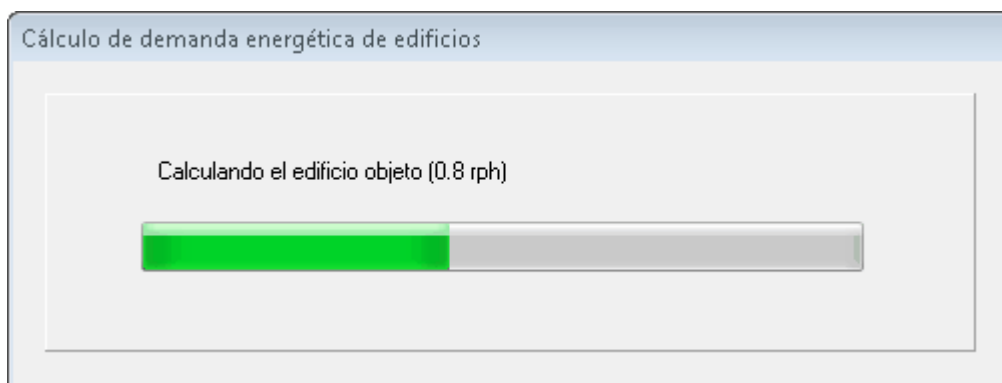 Cálculo de demanda energética de edificios
Calculando el edificio objeto (0.8 rph)